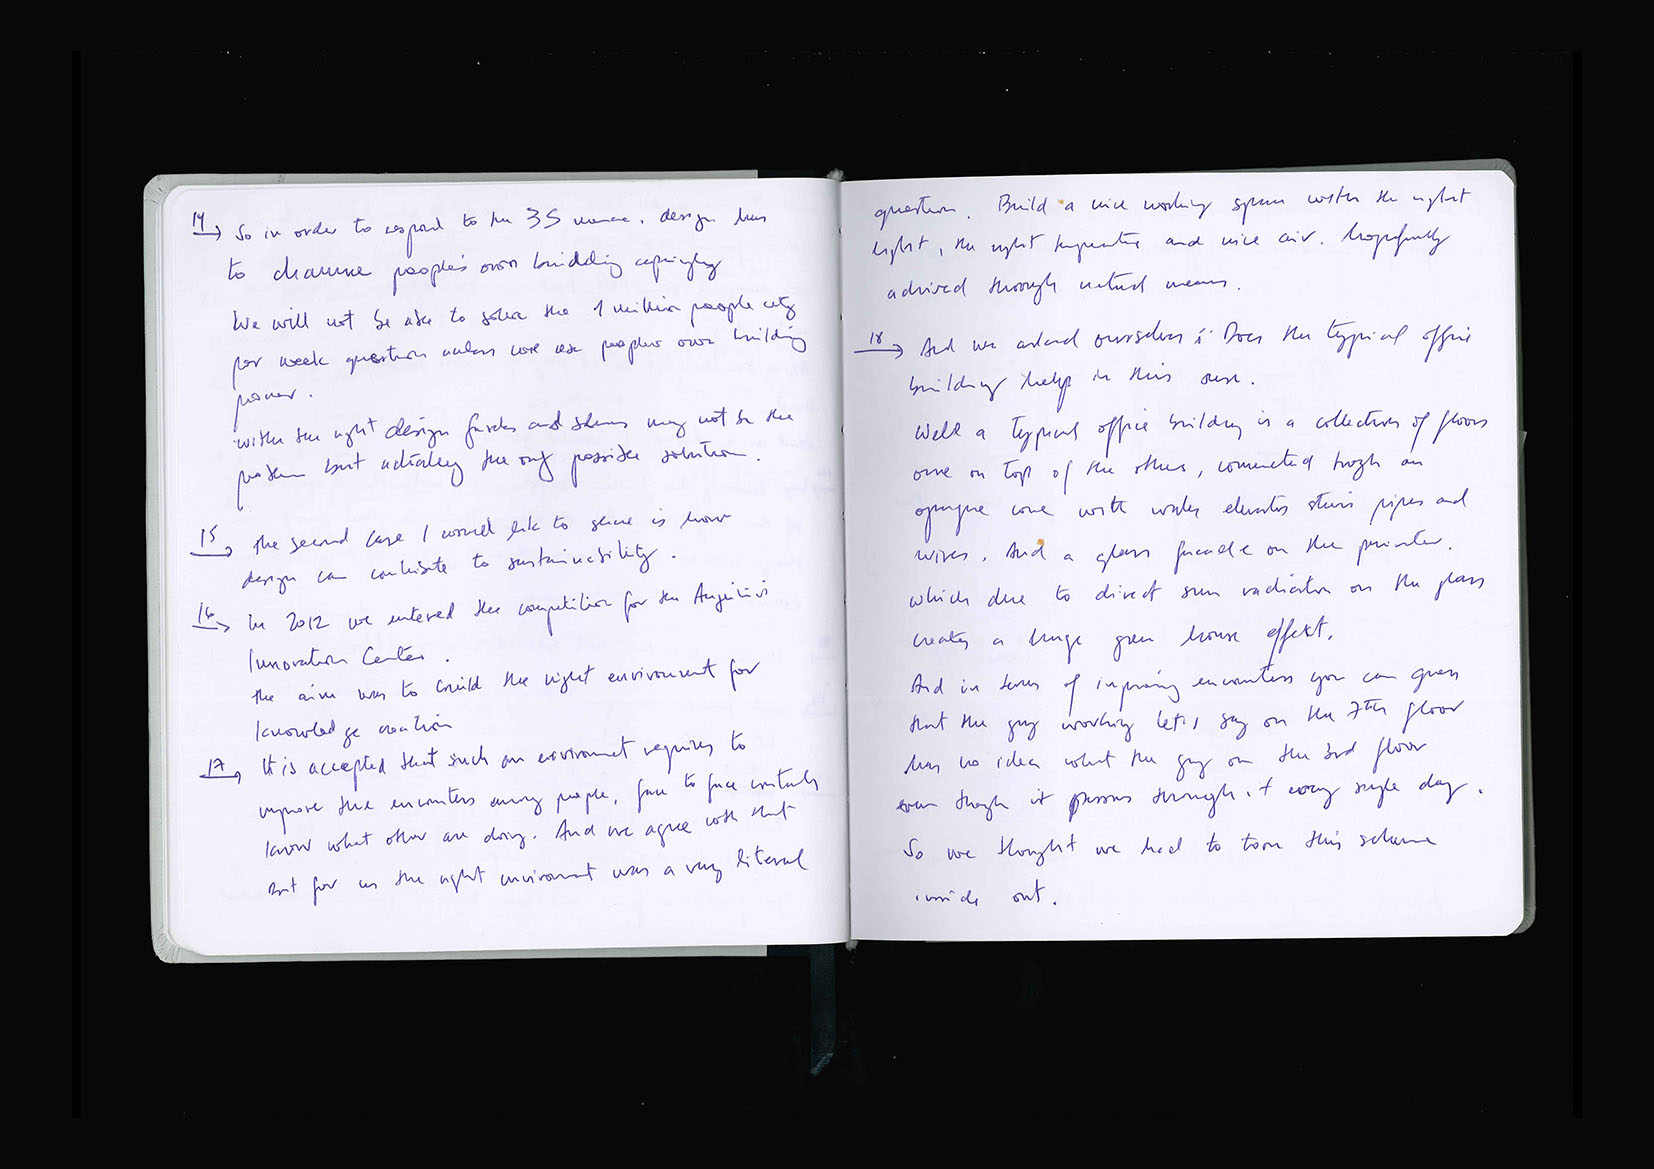 14 → So in order to respond to the 3S menace, design has
to channel people's own building capacity
We will not be able to solve the 1 million people city
per week question unless we use peoples own building
power.
with the right design favelas and slums may not be the
problem but actually the only possible solution.
15 → the second case I would like to share is how
design can contribute to sustainability.
16 → In 2012 we entered the competition for the Angelini's
Innovation Center.
the aim was to build the right environment for
knowledge creation
17 → It is accepted that such an environment requires to
improve the encounters among people, face to face contacts
know what other are doing. And we agree with that
But for us the right environment was a very literal
question. Build a nice working space with the right
light, the right temperature and nice air. hopefully
achived through natural means.
18 → And we asked ourselves: Does the typical office
building help in this sense.
Well a typical office building is a collection of floors
one on top of the other, connected trogh an
opaque core with water elevators stairs pipes and
wires. And a glass facade on the perimeter.
which due to direct sun radiation on the glass
creates a huge green house effekt.
And in terms of improving encounters you can guess
that the guy working let's say on the 7th floor
has no idea what the guy on the 3rd floor
even though it passes through it every single day.
So we thought we had to torn this scheme
inside out.